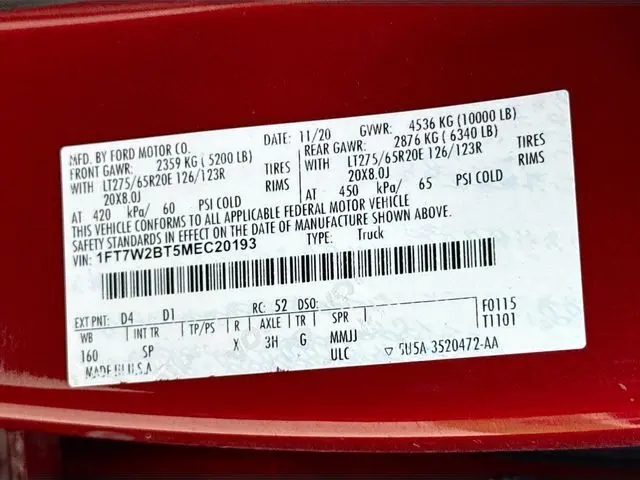 MFD. BY FORD MOTOR CO. DATE: 11/20 GVWR: 4536 KG (10000 LB)
FRONT GAWR: 2359 KG ( 5200 LB) REAR GAWR: 2876 KG ( 6340 LB)
WITH LT275/65R20E 126/123R TIRES WITH LT275/65R20E 126/123R TIRES
20X8.0J RIMS 20X8.0J RIMS
AT 420 kPa/ 60 PSI COLD AT 450 kPa/ 65 PSI COLD
THIS VEHICLE CONFORMS TO ALL APPLICABLE FEDERAL MOTOR VEHICLE
SAFETY STANDARDS IN EFFECT ON THE DATE OF MANUFACTURE SHOWN ABOVE.
VIN: 1FT7W2BT5MEC20193 TYPE: Truck
EXT PNT: D4 D1 RC: 52 DSO: F0115
WB INT TR TP/PS R AXLE TR SPR T1101
160 SP X 3H G MMJJ
ULC 5U5A-3520472-AA
MADE IN U.S.A